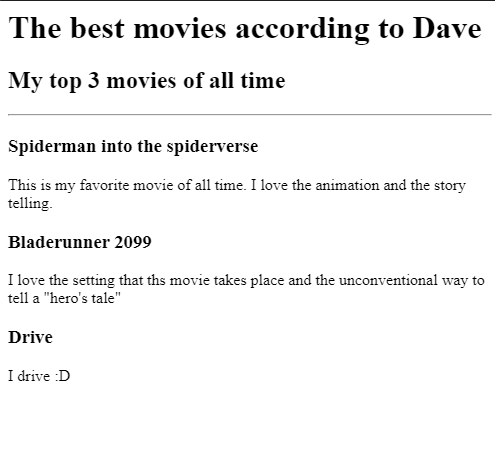 The best movies according to Dave
My top 3 movies of all time
Spiderman into the spiderverse
This is my favorite movie of all time. I love the animation and the story
telling.
Bladerunner 2099
I love the setting that ths movie takes place and the unconventional way to
tell a "hero's tale"
Drive
I drive :D